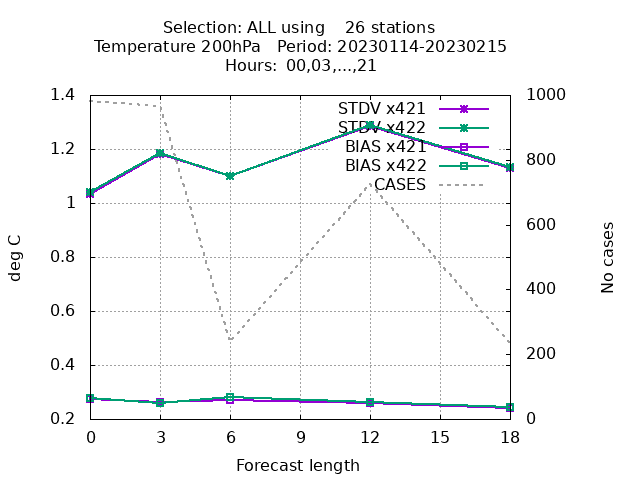 Selection: ALL using    26 stations
Temperature 200hPa   Period: 20230114-20230215
Hours: 00,03,...,21
1.4
1.2
1
0.8
0.6
0.4
0.2
deg C
STDV x421
STDV x422
BIAS x421
BIAS x422
CASES
1000
800
600
400
200
0
No cases
0 3 6 9 12 15 18
Forecast length